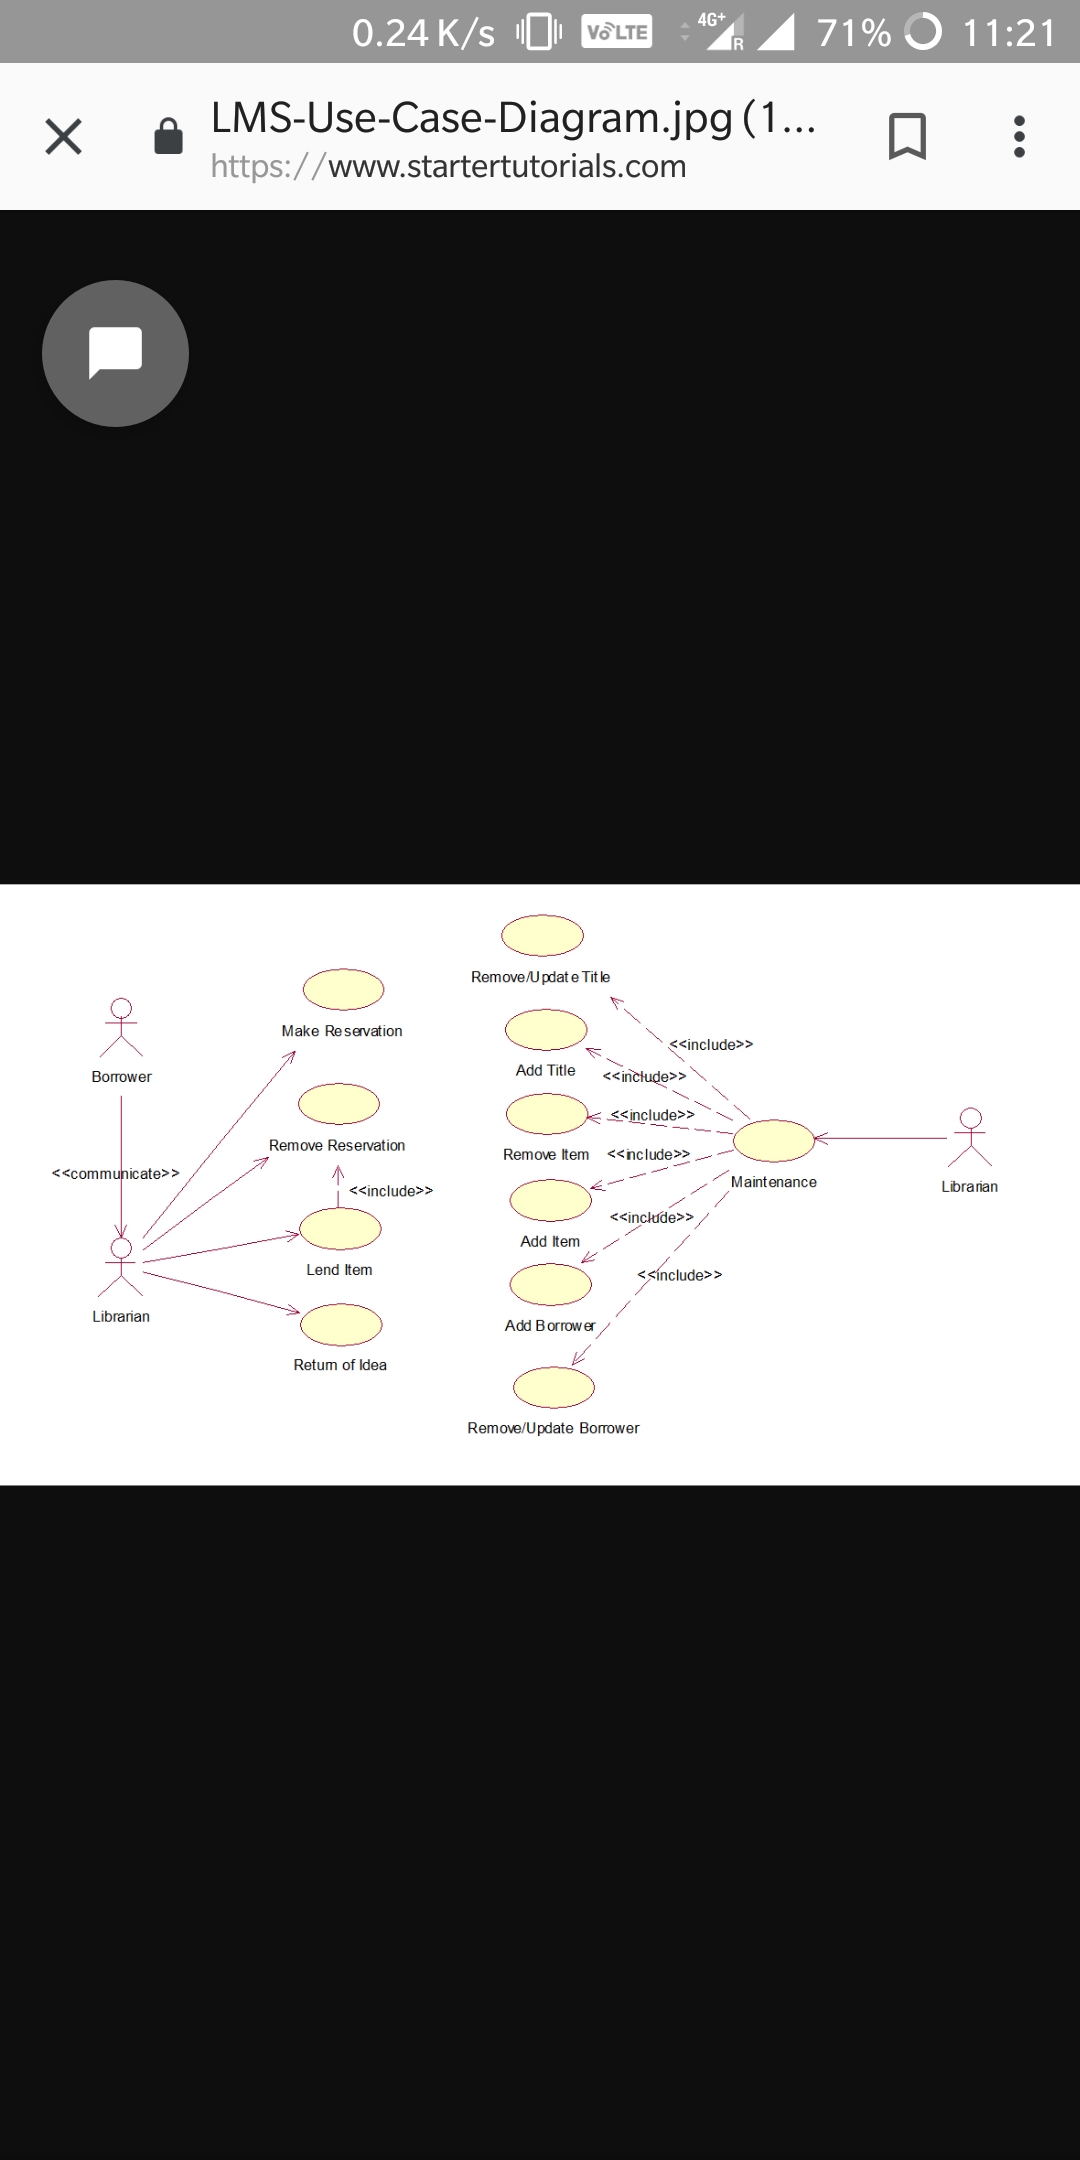 0.24 K/s VoLTE 4G+ R 71% 11:21
LMS-Use-Case-Diagram.jpg (1...
https://www.startertutorials.com
Remove/Update Title
Make Reservation
<<include>>
Borrower
Add Title
<<include>>
<<include>>
Remove Reservation
Remove Item
<<include>>
<<communicate>>
<<include>>
Maintenance
Librarian
<<include>>
Add Item
Lend Item
<<include>>
Librarian
Add Borrower
Return of Idea
Remove/Update Borrower